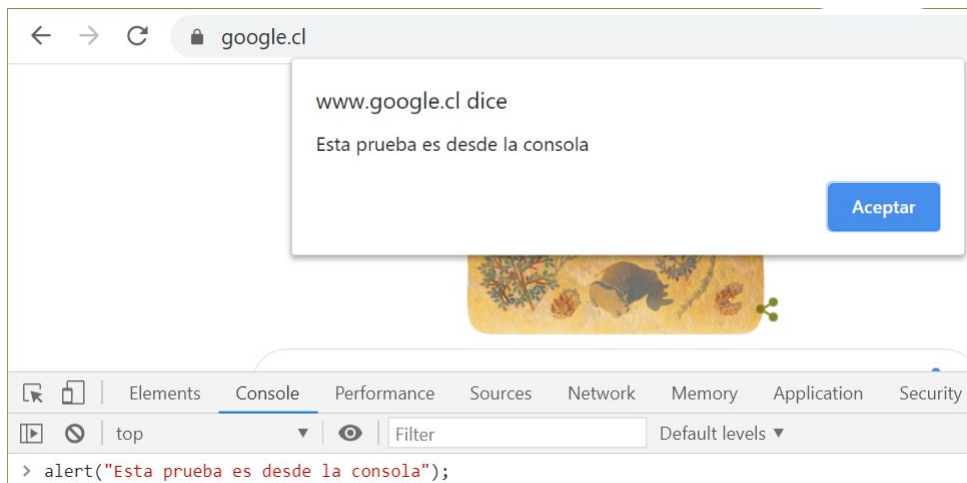 google.cl
www.google.cl dice
Esta prueba es desde la consola
Aceptar
Elements Console Performance Sources Network Memory Application Security
top Filter Default levels
> alert("Esta prueba es desde la consola");